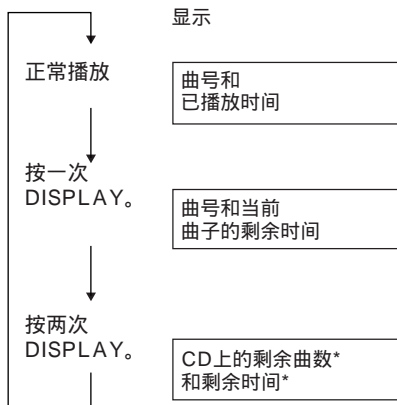 显示
正常播放
曲号和
已播放时间
按一次
DISPLAY。
曲号和当前
曲子的剩余时间
按两次
DISPLAY。
CD上的剩余曲数*
和剩余时间*